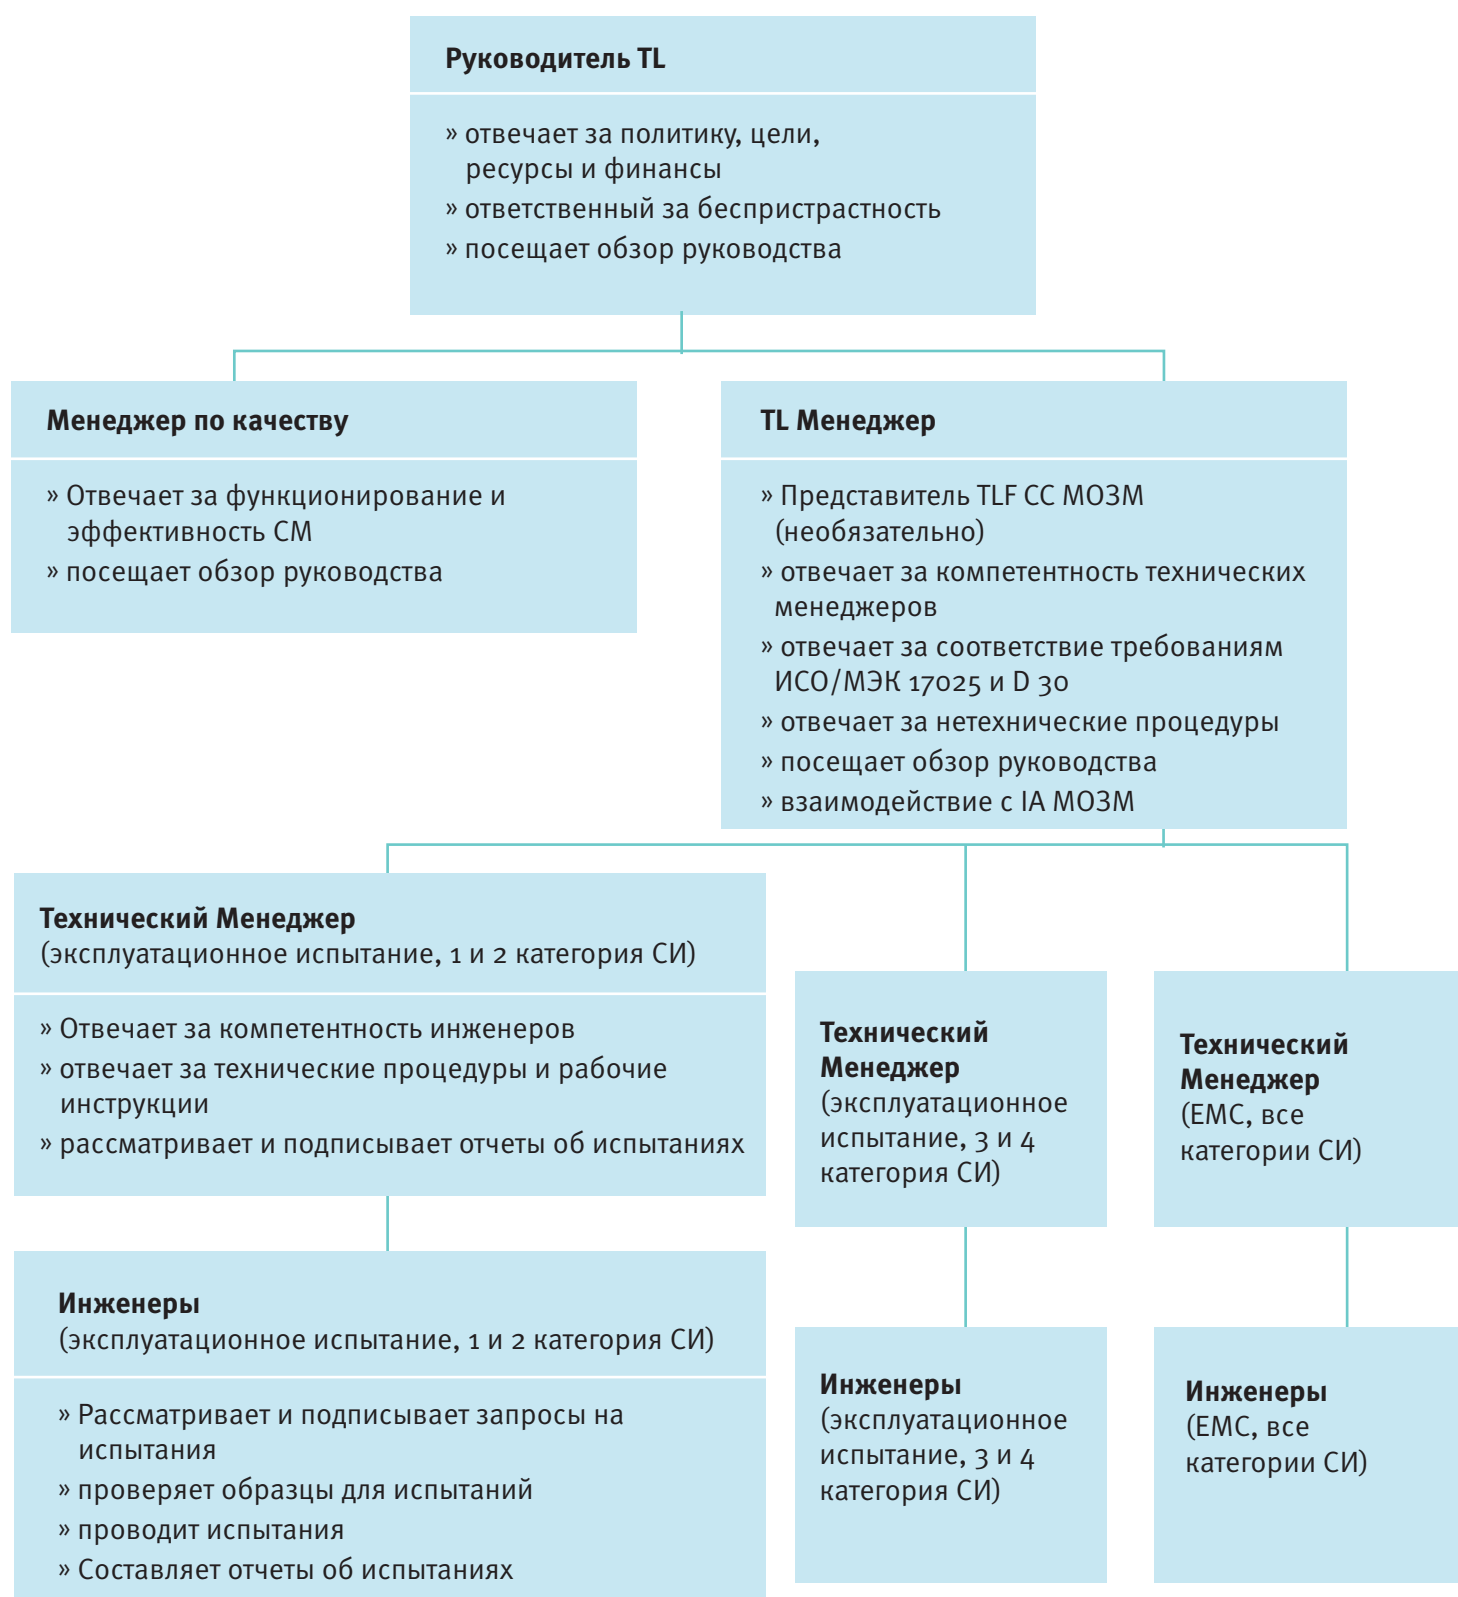 Руководитель TL
» отвечает за политику, цели,
ресурсы и финансы
» ответственный за беспристрастность
» посещает обзор руководства
Менеджер по качеству
» Отвечает за функционирование и
эффективность СМ
» посещает обзор руководства
TL Менеджер
» Представитель TLF СС МОЗМ
(необязательно)
» отвечает за компетентность технических
менеджеров
» отвечает за соответствие требованиям
ИСО/МЭК 17025 и D 30
» отвечает за нетехнические процедуры
» посещает обзор руководства
» взаимодействие с IA МОЗМ
Технический Менеджер
(эксплуатационное испытание, 1 и 2 категория СИ)
» Отвечает за компетентность инженеров
» отвечает за технические процедуры и рабочие
инструкции
» рассматривает и подписывает отчеты об испытаниях
Технический
Менеджер
(эксплуатационное
испытание, 3 и 4
категория СИ)
Технический
Менеджер
(EMC, все
категории СИ)
Инженеры
(эксплуатационное испытание, 1 и 2 категория СИ)
» Рассматривает и подписывает запросы на
испытания
» проверяет образцы для испытаний
» проводит испытания
» Составляет отчеты об испытаниях
Инженеры
(эксплуатационное
испытание, 3 и 4
категория СИ)
Инженеры
(EMC, все
категории СИ)